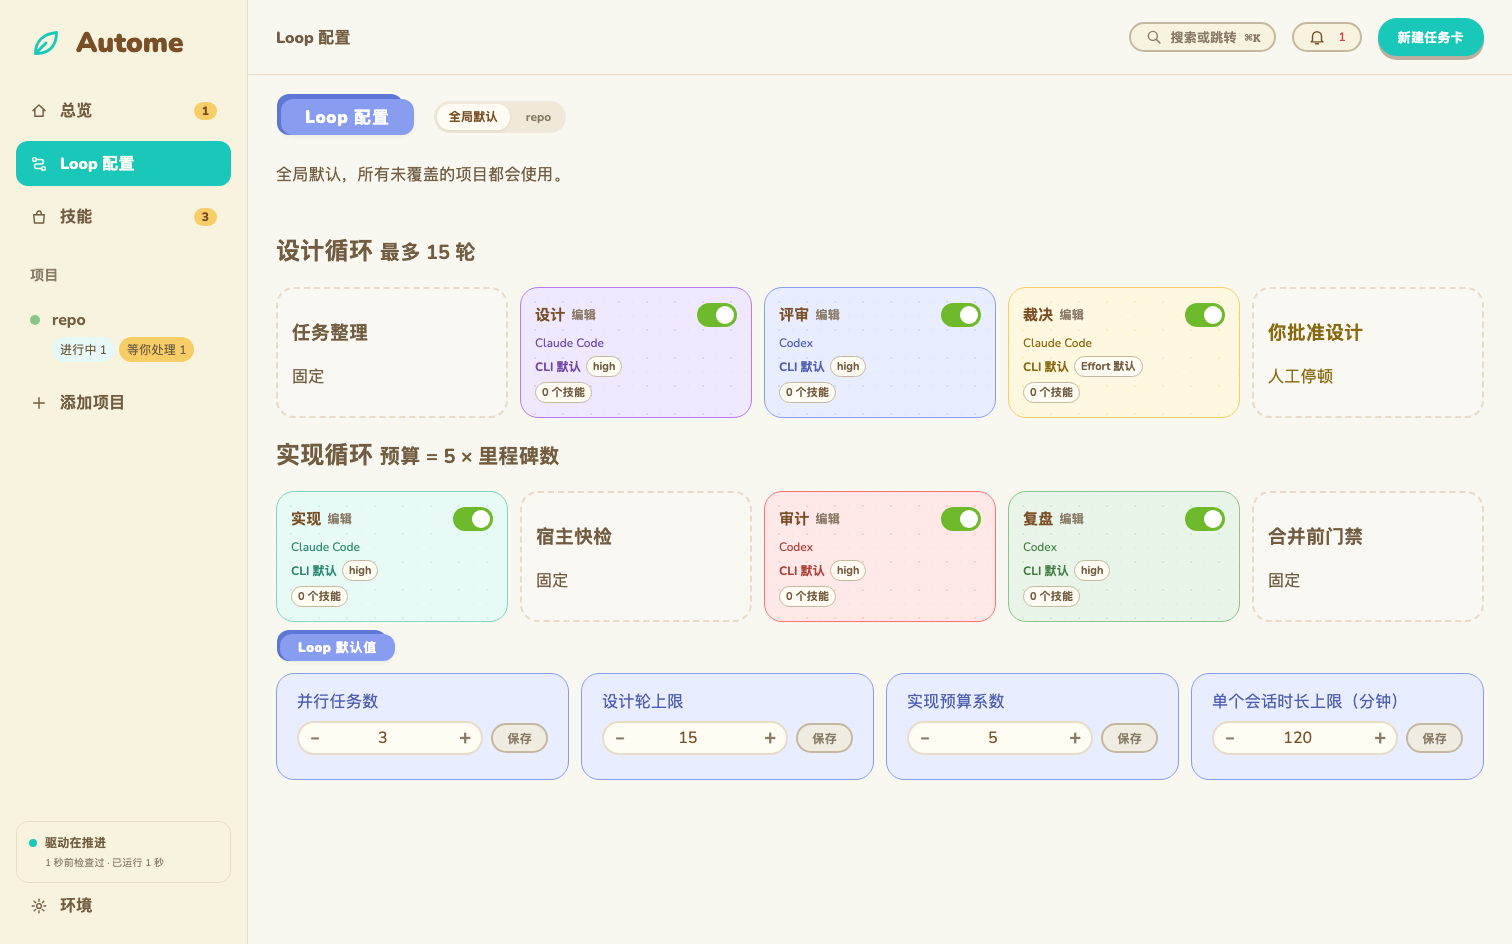 Autome
总览 1
Loop 配置
技能 3
项目
repo
进行中 1 等你处理 1
添加项目
驱动在推进
1 秒前检查过 · 已运行 1 秒
环境
Loop 配置
搜索或跳转 ⌘K
1
新建任务卡
Loop 配置
全局默认 repo
全局默认，所有未覆盖的项目都会使用。
设计循环 最多 15 轮
任务整理
固定
设计 编辑
Claude Code
CLI 默认 high
0 个技能
评审 编辑
Codex
CLI 默认 high
0 个技能
裁决 编辑
Claude Code
CLI 默认 Effort 默认
0 个技能
你批准设计
人工停顿
实现循环 预算 = 5 × 里程碑数
实现 编辑
Claude Code
CLI 默认 high
0 个技能
宿主快检
固定
审计 编辑
Codex
CLI 默认 high
0 个技能
复盘 编辑
Codex
CLI 默认 high
0 个技能
合并前门禁
固定
Loop 默认值
并行任务数
− 3 + 保存
设计轮上限
− 15 + 保存
实现预算系数
− 5 + 保存
单个会话时长上限（分钟）
− 120 + 保存